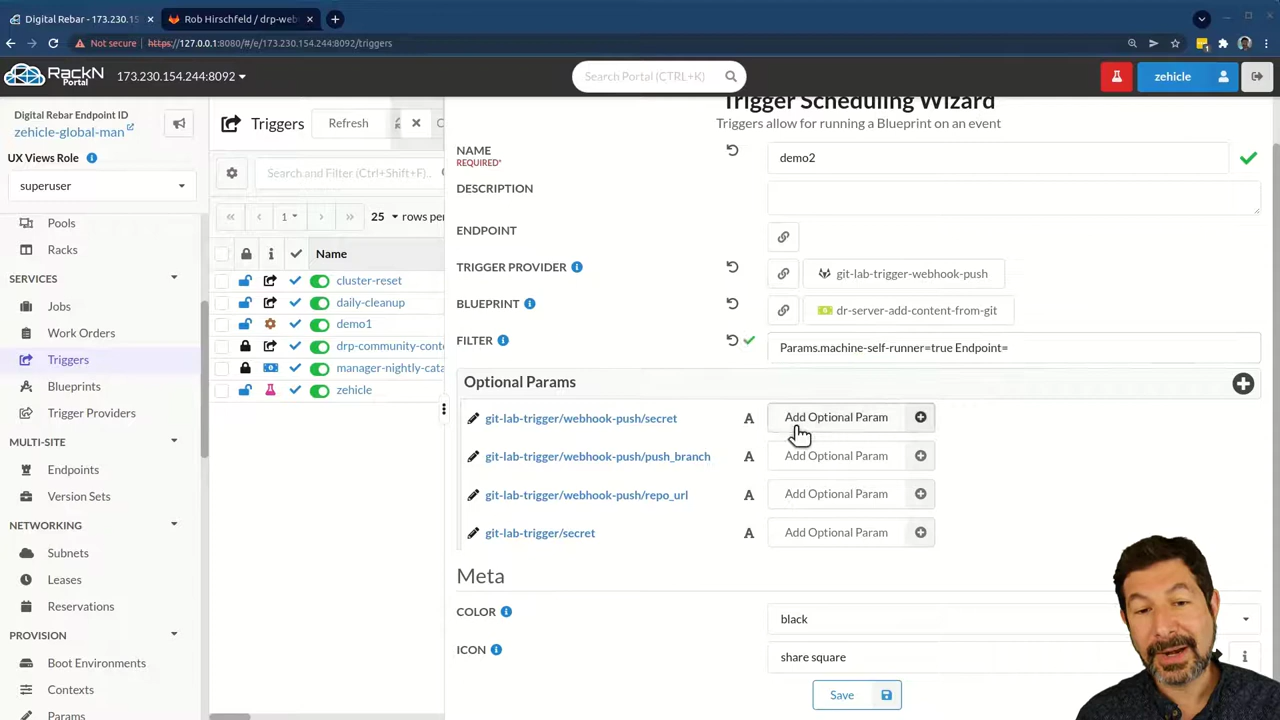 Digital Rebar - 173.230.15
Rob Hirschfeld / drp-web
Not secure
https://127.0.0.1:8080/#/e/173.230.154.244:8092/triggers
RackN
Portal
173.230.154.244:8092
Search Portal (CTRL+K)
zehicle
Digital Rebar Endpoint ID
zehicle-global-man
UX Views Role
superuser
Pools
Racks
SERVICES
Jobs
Work Orders
Triggers
Blueprints
Trigger Providers
MULTI-SITE
Endpoints
Version Sets
NETWORKING
Subnets
Leases
Reservations
PROVISION
Boot Environments
Contexts
Params
Triggers
Refresh
Search and Filter (Ctrl+Shift+F)..
1
25 rows per
Name
cluster-reset
daily-cleanup
demo1
drp-community-conte
manager-nightly-cata
zehicle
Trigger Scheduling Wizard
Triggers allow for running a Blueprint on an event
NAME
REQUIRED*
demo2
DESCRIPTION
ENDPOINT
TRIGGER PROVIDER
git-lab-trigger-webhook-push
BLUEPRINT
dr-server-add-content-from-git
FILTER
Params.machine-self-runner=true Endpoint=
Optional Params
git-lab-trigger/webhook-push/secret A Add Optional Param
git-lab-trigger/webhook-push/push_branch A Add Optional Param
git-lab-trigger/webhook-push/repo_url A Add Optional Param
git-lab-trigger/secret A Add Optional Param
Meta
COLOR
black
ICON
share square
Save